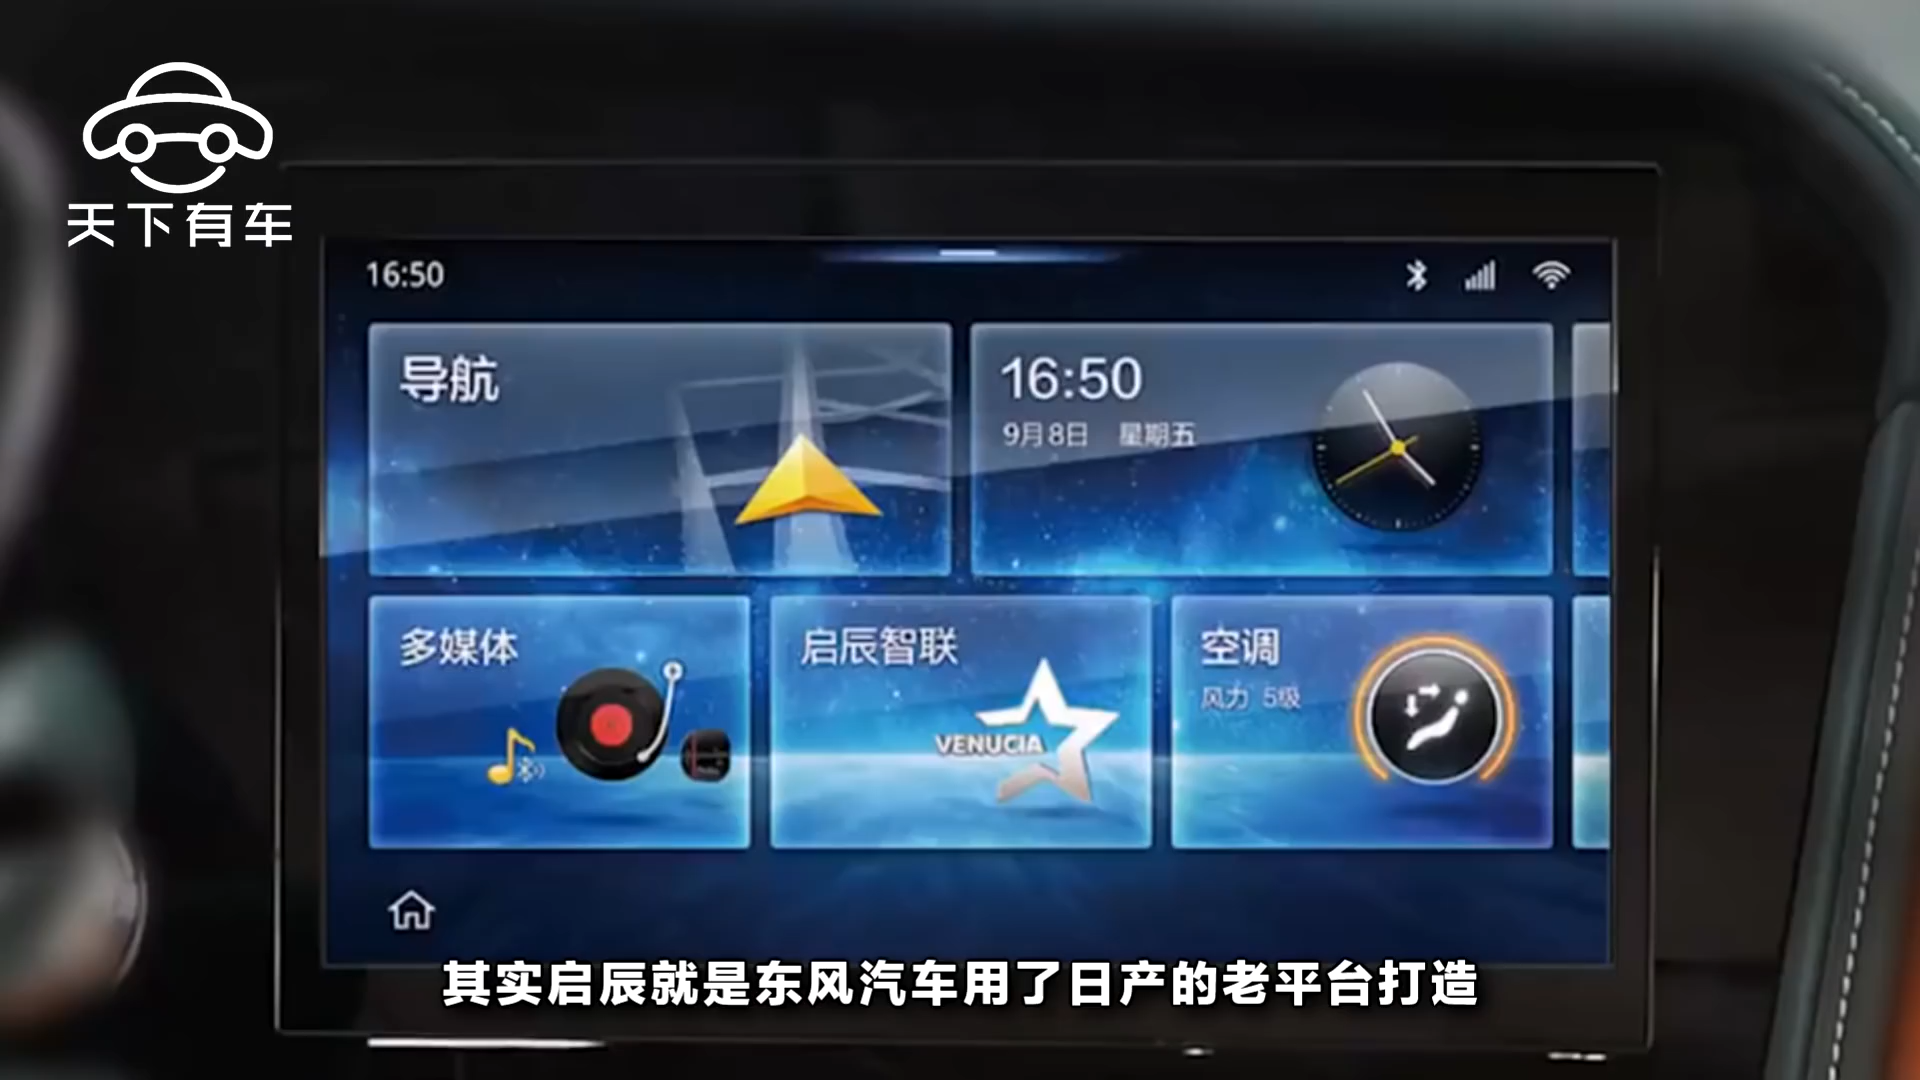 天下有车
16:50
导航
16:50
9月8日 星期五
多媒体
启辰智联
VENUCIA
空调
风力 5级
其实启辰就是东风汽车用了日产的老平台打造